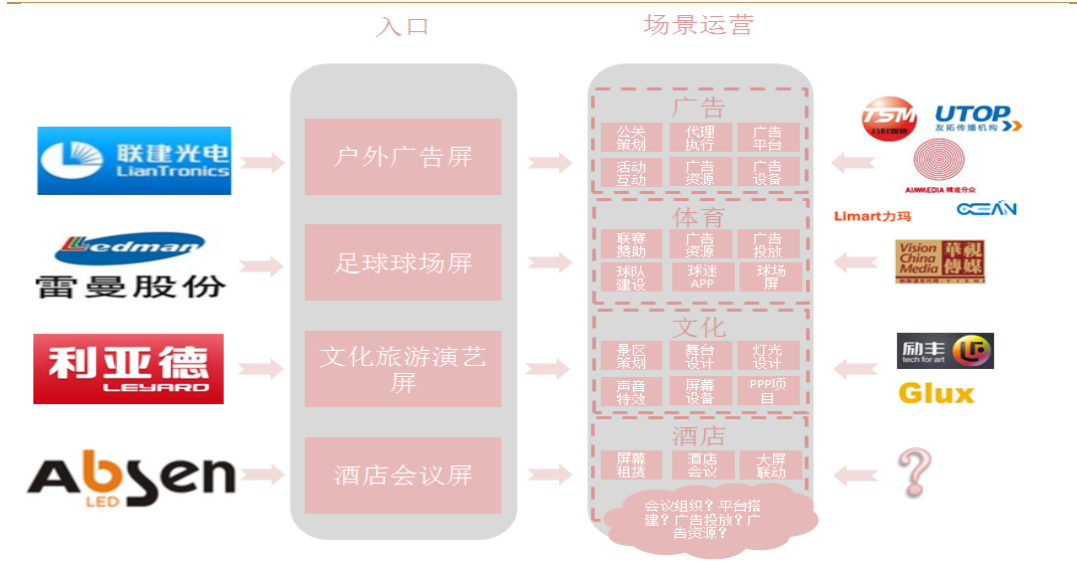 入口
场景运营
联建光电
LianTronics
户外广告屏
广告
公关
策划
代理
执行
广告
平台
活动
互动
广告
资源
广告
设备
TSM
UTOP
友拓传播机构
AIMMEDIA 精准分众
Limart力玛
OCEAN
Ledman
雷曼股份
足球球场屏
体育
联赛
赞助
广告
资源
广告
投放
球队
建设
球迷
APP
球场
屏
Vision
China
Media
華視
傳媒
利亚德
LEYARD
文化旅游演艺
屏
文化
景区
策划
舞台
设计
灯光
设计
声音
特效
屏幕
设备
PPP项
目
励丰
tech for art
Glux
Absen
LED
酒店会议屏
酒店
屏幕
租赁
酒店
会议
大屏
联动
?
会议组织？平台搭
建？广告投放？广
告资源？